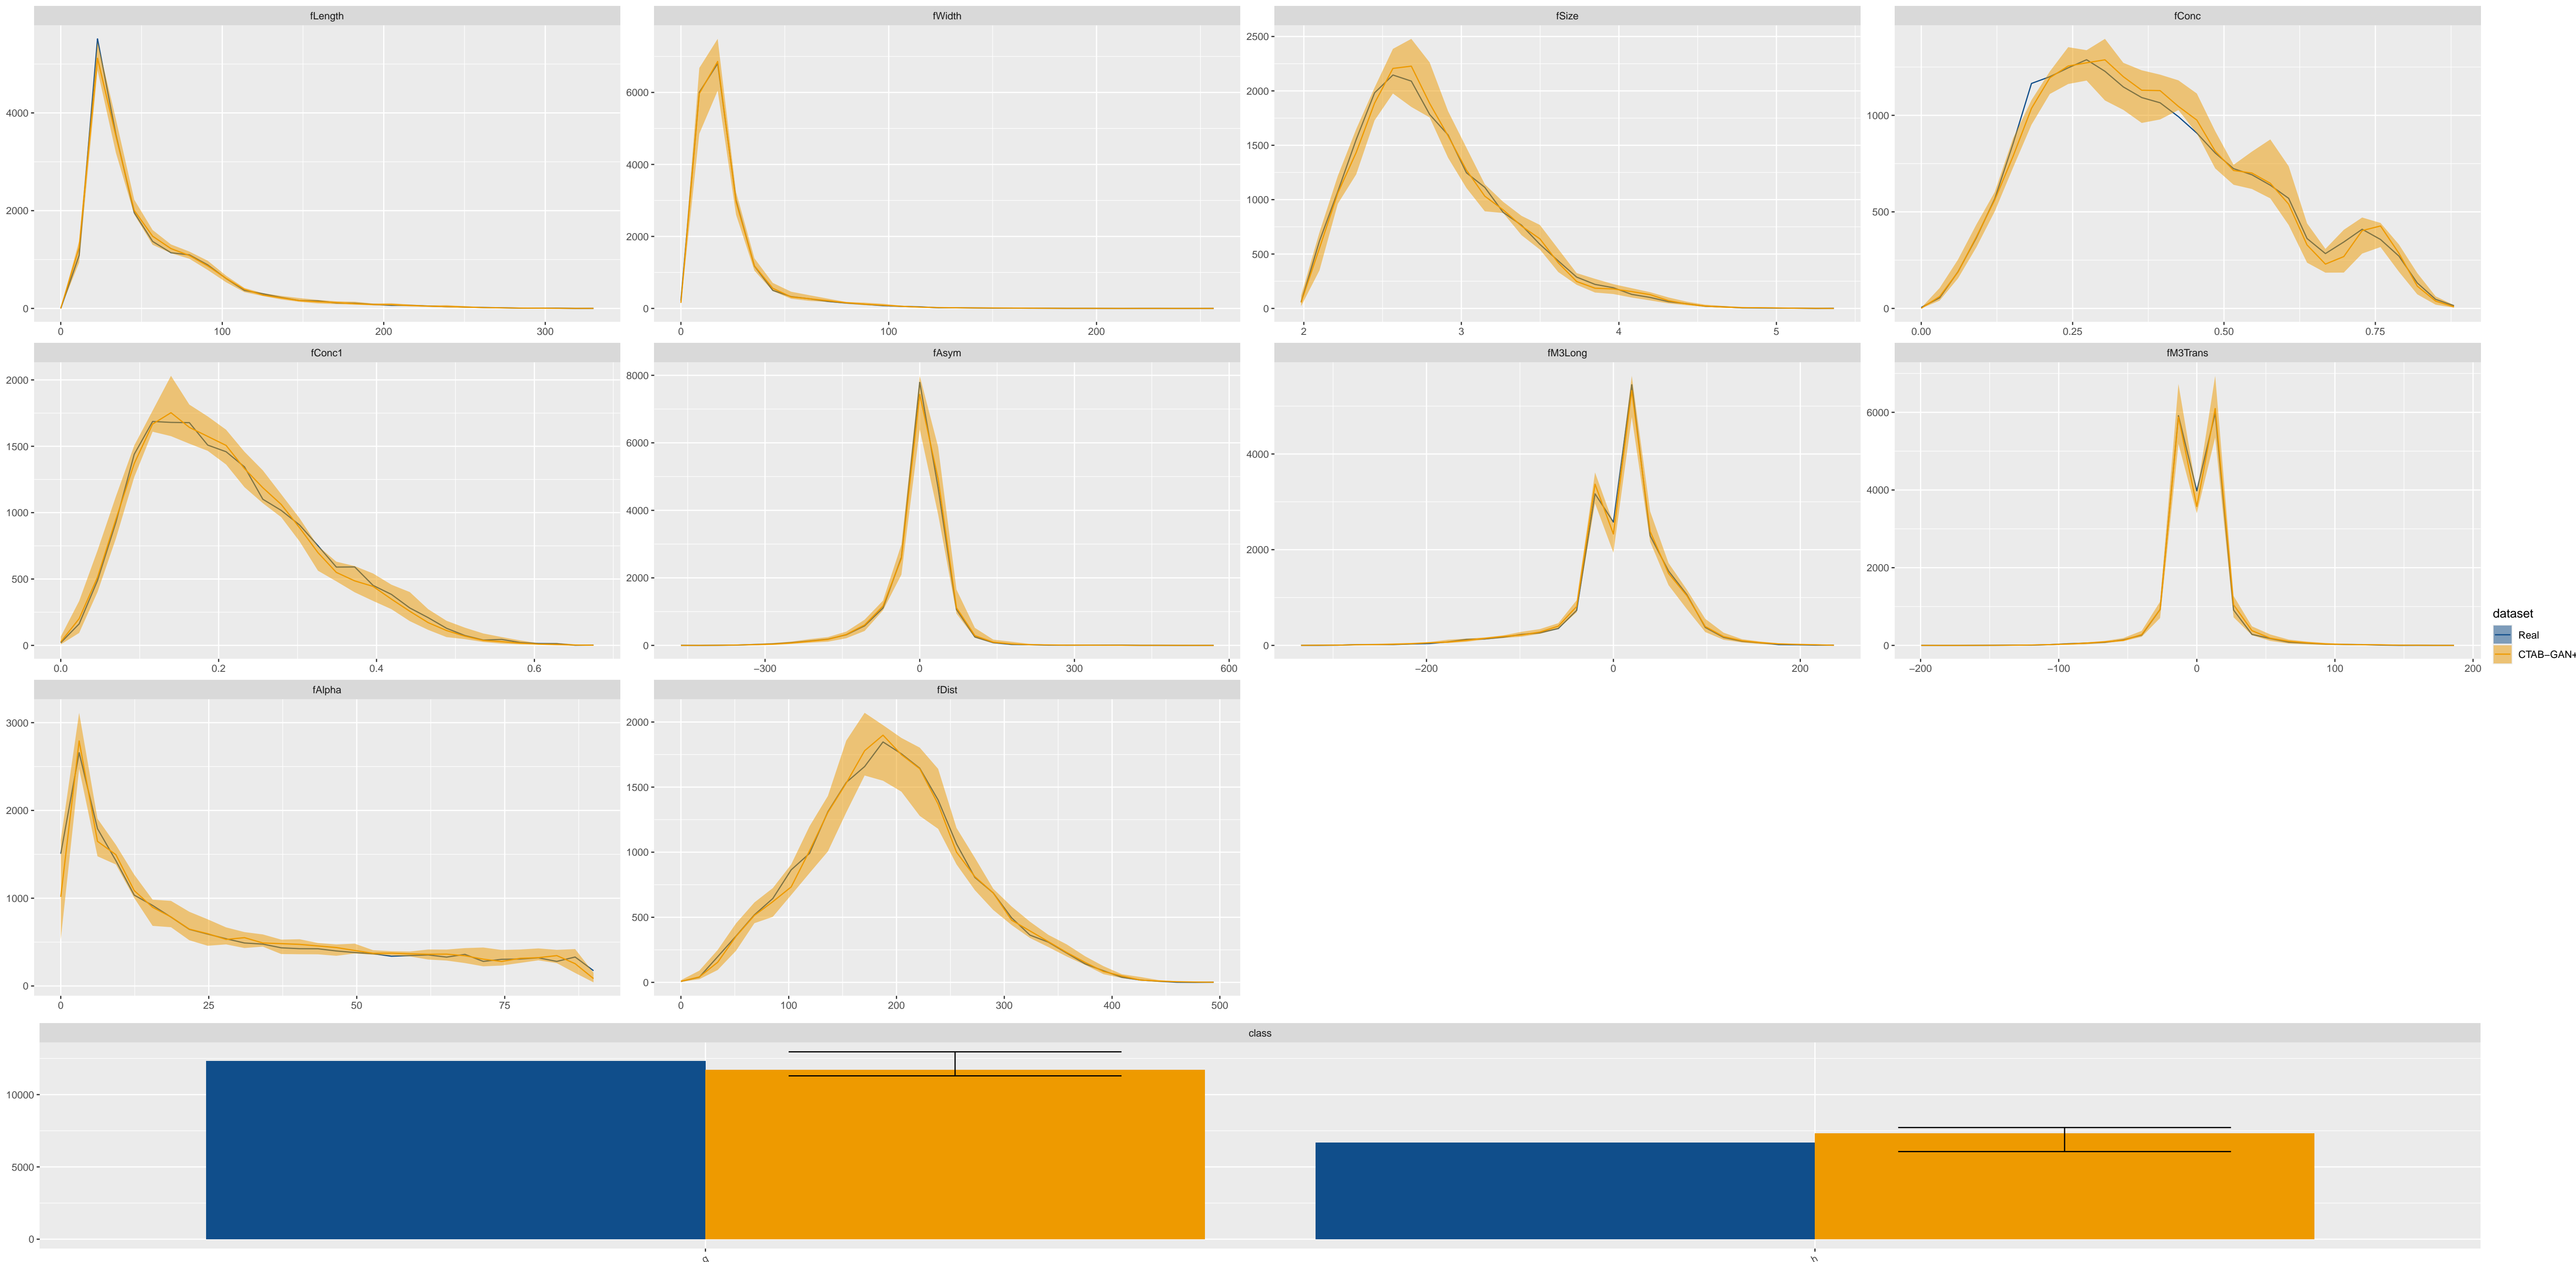 fLength fWidth fSize fConc
4000 2000 0
0 100 200 300
6000 4000 2000 0
0 100 200
2500 2000 1500 1000 500 0
2 3 4 5
1000 500 0
0.00 0.25 0.50 0.75
fConc1 fAsym fM3Long fM3Trans
2000 1500 1000 500 0
0.0 0.2 0.4 0.6
8000 6000 4000 2000 0
−300 0 300 600
4000 2000 0
−200 0 200
6000 4000 2000 0
−200 −100 0 100 200
dataset
Real
CTAB−GAN+
fAlpha fDist
3000 2000 1000 0
0 25 50 75
2000 1500 1000 500 0
0 100 200 300 400 500
class
10000
5000
0
g h